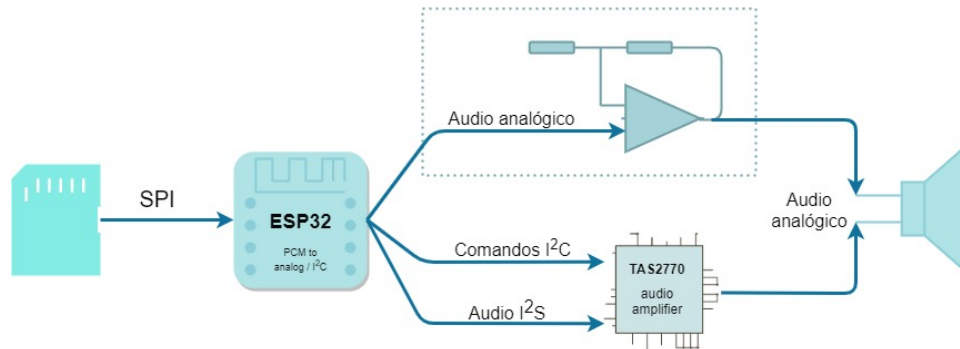 SPI
ESP32
PCM to
analog / I²C
Audio analógico
Comandos I²C
Audio I²S
TAS2770
audio
amplifier
Audio
analógico